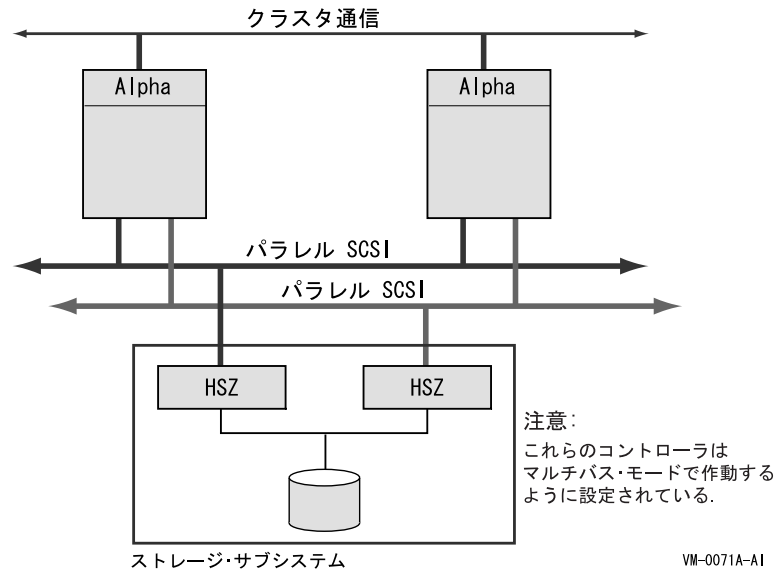 クラスタ通信
Alpha
Alpha
パラレル SCSI
パラレル SCSI
HSZ
HSZ
注意:
これらのコントローラは
マルチバス･モードで作動する
ように設定されている.
ストレージ･サブシステム
VM-0071A-AI